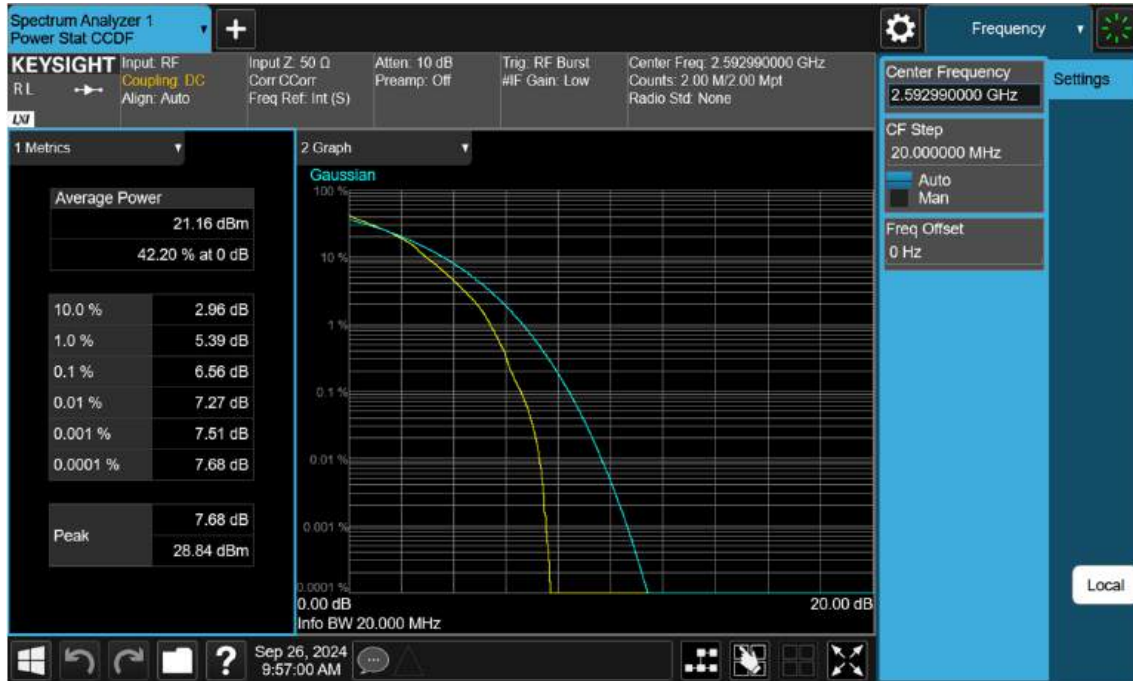 Spectrum Analyzer 1
Power Stat CCDF
+
Frequency
KEYSIGHT
RL
LXI
Input: RF
Coupling: DC
Align: Auto
Input Z: 50 Ω
Corr CCorr
Freq Ref: Int (S)
Atten: 10 dB
Preamp: Off
Trig: RF Burst
#IF Gain: Low
Center Freq: 2.592990000 GHz
Counts: 2.00 M/2.00 Mpt
Radio Std: None
Center Frequency
2.592990000 GHz
Settings
CF Step
20.000000 MHz
Auto
Man
Freq Offset
0 Hz
1 Metrics
Average Power
21.16 dBm
42.20 % at 0 dB
10.0 % 2.96 dB
1.0 % 5.39 dB
0.1 % 6.56 dB
0.01 % 7.27 dB
0.001 % 7.51 dB
0.0001 % 7.68 dB
Peak
7.68 dB
28.84 dBm
2 Graph
Gaussian
100 %
10 %
1 %
0.1 %
0.01 %
0.001 %
0.0001 %
0.00 dB 20.00 dB
Info BW 20.000 MHz
Local
?
Sep 26, 2024
9:57:00 AM